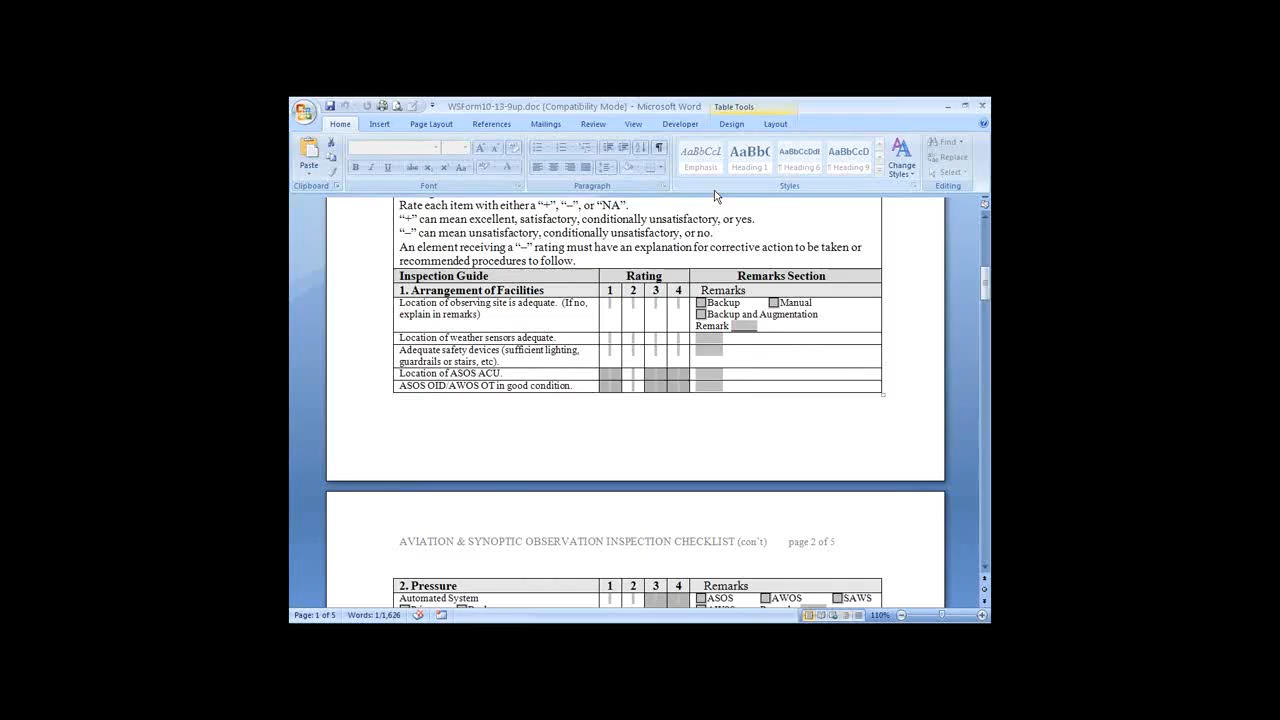 WSForm10-13-9up.doc [Compatibility Mode] - Microsoft Word
Table Tools
Home Insert Page Layout References Mailings Review View Developer Design Layout
Paste
AaBbCcI AaBbC AaBbCcDdI AaBbCcD
Emphasis Heading 1 ¶ Heading 6 ¶ Heading 9
Change Styles
Find
Replace
Select
Clipboard Font Paragraph Styles Editing
Rate each item with either a “+”, “–”, or “NA”.
“+” can mean excellent, satisfactory, conditionally unsatisfactory, or yes.
“–” can mean unsatisfactory, conditionally unsatisfactory, or no.
An element receiving a “–” rating must have an explanation for corrective action to be taken or
recommended procedures to follow.
Inspection Guide Rating Remarks Section
1. Arrangement of Facilities 1 2 3 4 Remarks
Location of observing site is adequate. (If no, Backup Manual
explain in remarks) Backup and Augmentation
Remark
Location of weather sensors adequate.
Adequate safety devices (sufficient lighting,
guardrails or stairs, etc).
Location of ASOS ACU.
ASOS OID/AWOS OT in good condition.
AVIATION & SYNOPTIC OBSERVATION INSPECTION CHECKLIST (con’t) page 2 of 5
2. Pressure 1 2 3 4 Remarks
Automated System ASOS AWOS SAWS
Page: 1 of 5 Words: 1/1,626 110%